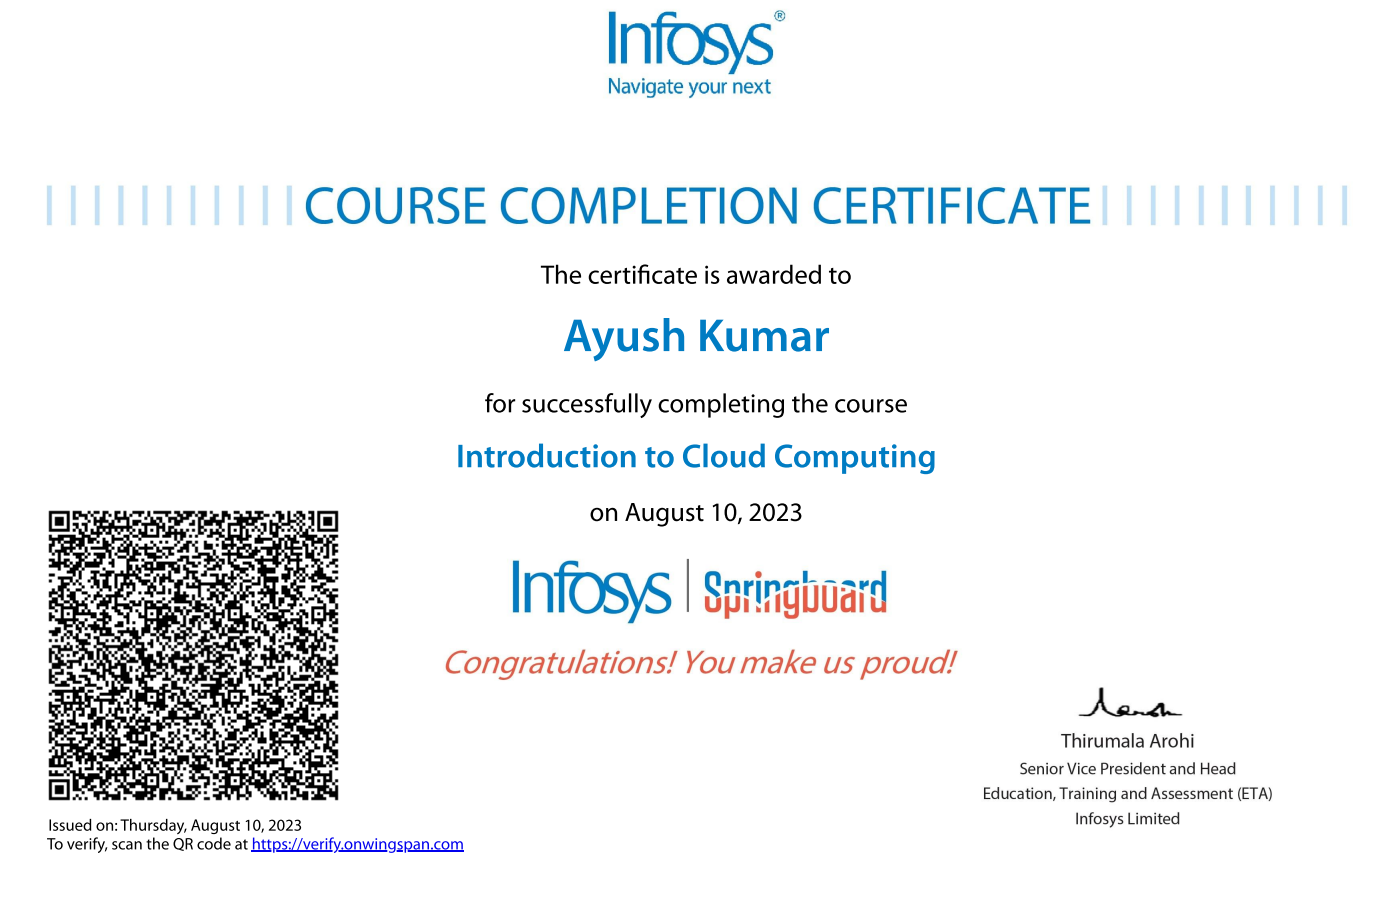 Infosys®
Navigate your next
COURSE COMPLETION CERTIFICATE
The certificate is awarded to
Ayush Kumar
for successfully completing the course
Introduction to Cloud Computing
on August 10, 2023
Infosys | Springboard
Congratulations! You make us proud!
Thirumala Arohi
Senior Vice President and Head
Education, Training and Assessment (ETA)
Infosys Limited
Issued on: Thursday, August 10, 2023
To verify, scan the QR code at https://verify.onwingspan.com